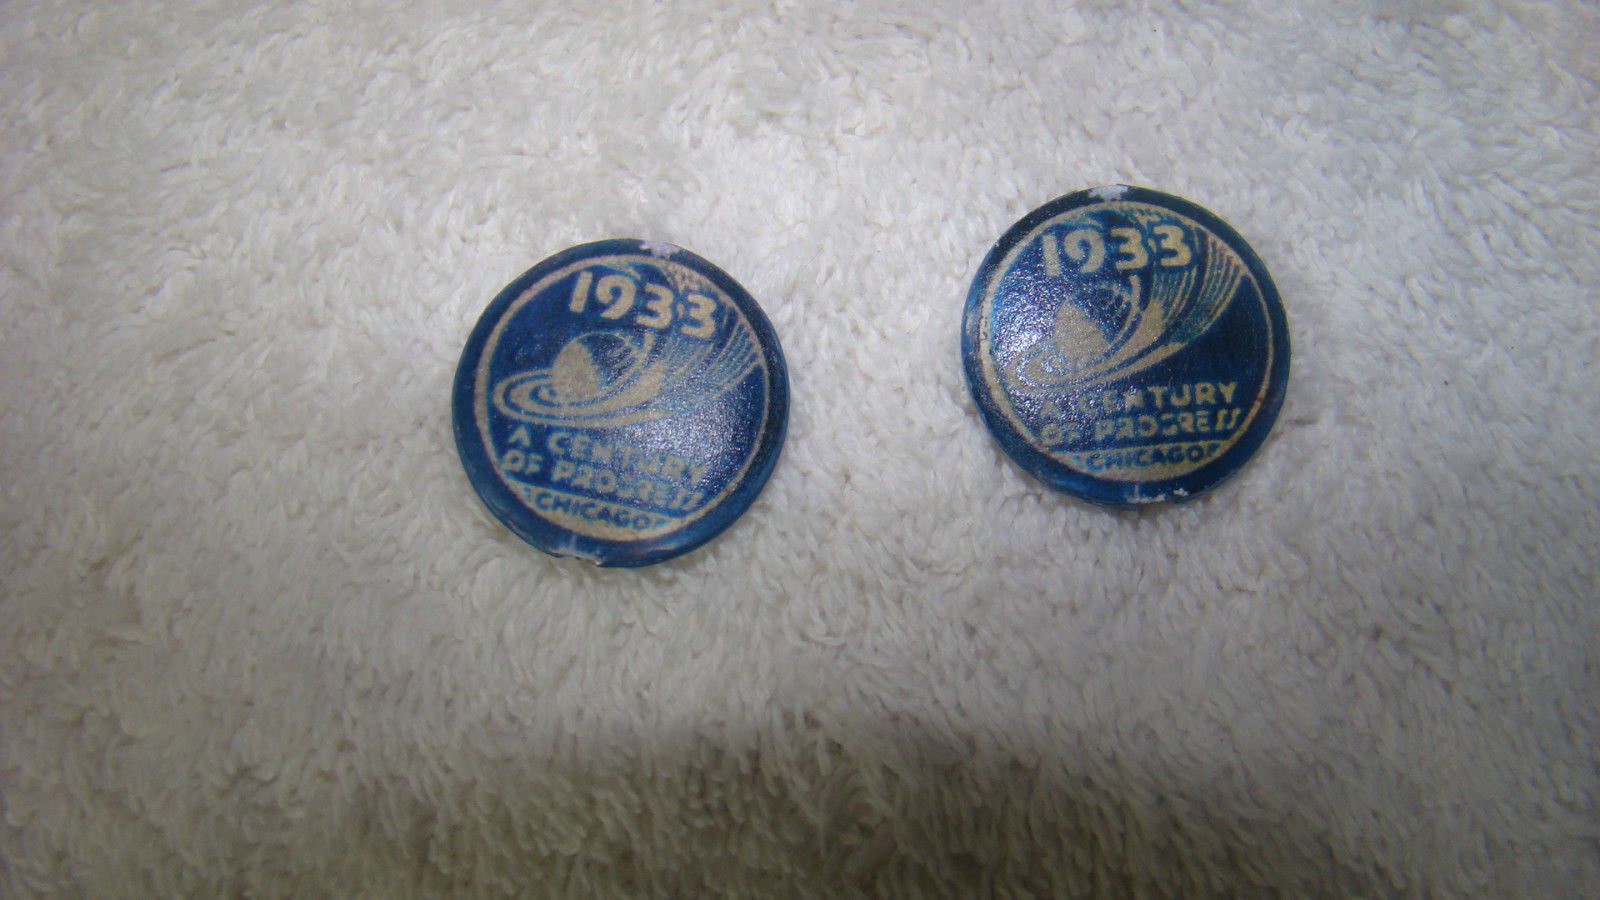 1933
A CENTURY
OF PROGRESS
CHICAGO
1933
A CENTURY
OF PROGRESS
CHICAGO